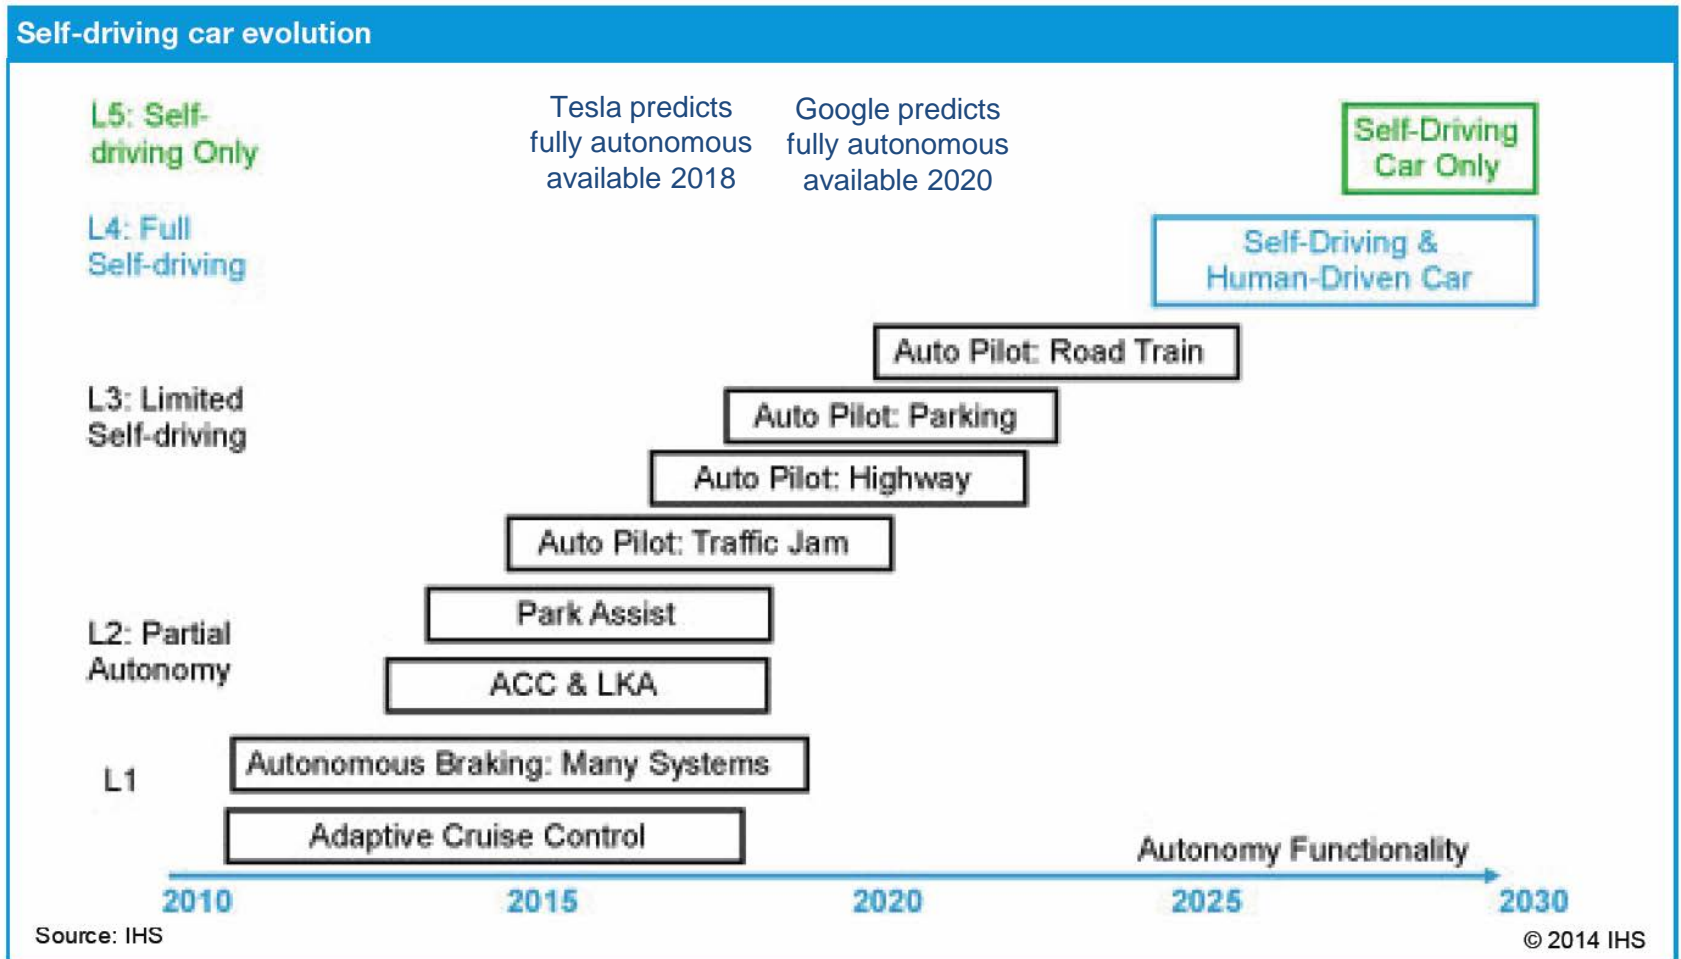 Self-driving car evolution
L5: Self-
driving Only
Tesla predicts
fully autonomous
available 2018
Google predicts
fully autonomous
available 2020
Self-Driving
Car Only
L4: Full
Self-driving
Self-Driving &
Human-Driven Car
Auto Pilot: Road Train
L3: Limited
Self-driving
Auto Pilot: Parking
Auto Pilot: Highway
Auto Pilot: Traffic Jam
Park Assist
L2: Partial
Autonomy
ACC & LKA
Autonomous Braking: Many Systems
L1
Adaptive Cruise Control
Autonomy Functionality
2010 2015 2020 2025 2030
Source: IHS
© 2014 IHS